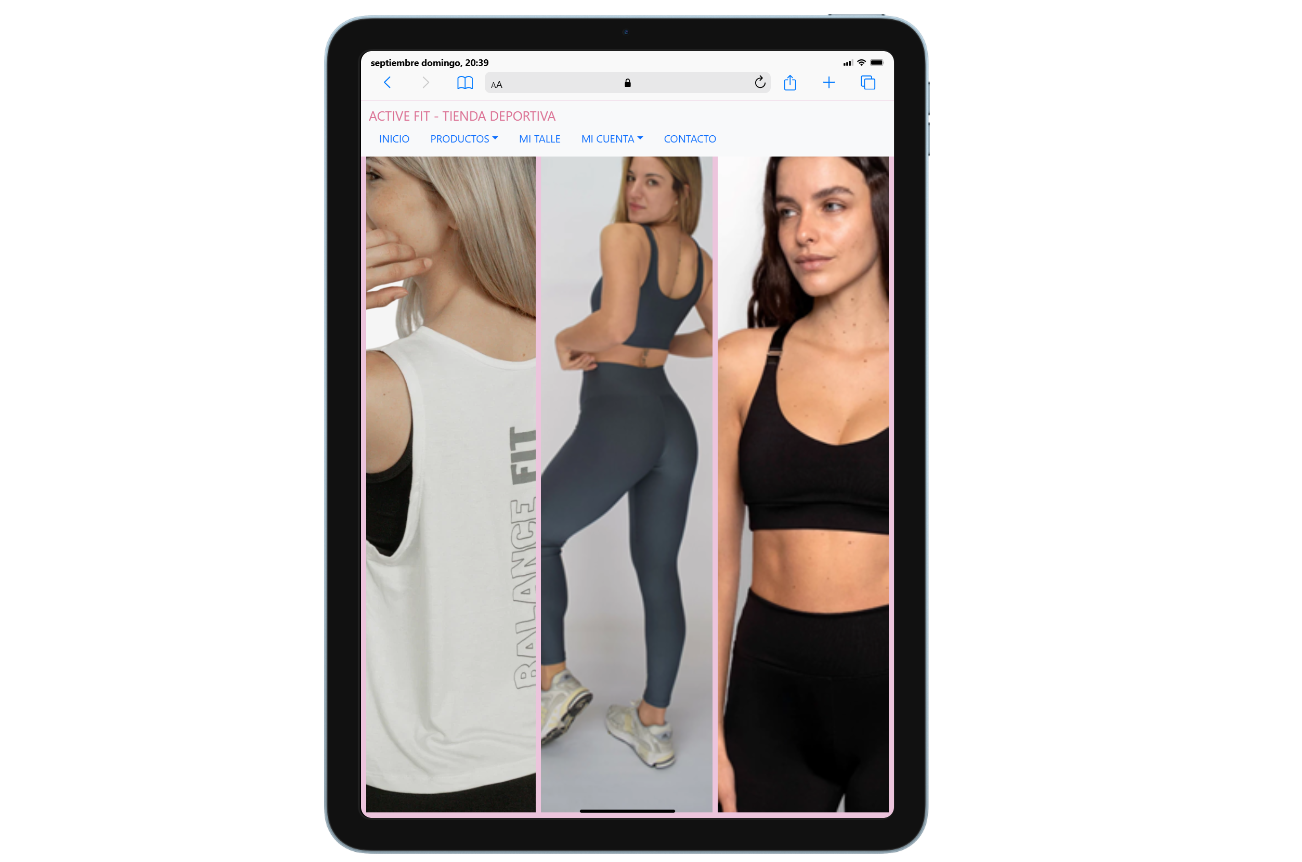 septiembre domingo, 20:39
AA
ACTIVE FIT - TIENDA DEPORTIVA
INICIO PRODUCTOS MI TALLE MI CUENTA CONTACTO
BALANCE FIT